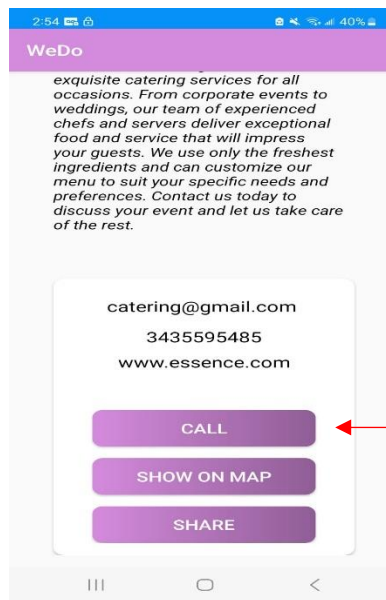 2:54
40%
WeDo
exquisite catering services for all
occasions. From corporate events to
weddings, our team of experienced
chefs and servers deliver exceptional
food and service that will impress
your guests. We use only the freshest
ingredients and can customize our
menu to suit your specific needs and
preferences. Contact us today to
discuss your event and let us take care
of the rest.
catering@gmail.com
3435595485
www.essence.com
CALL
SHOW ON MAP
SHARE